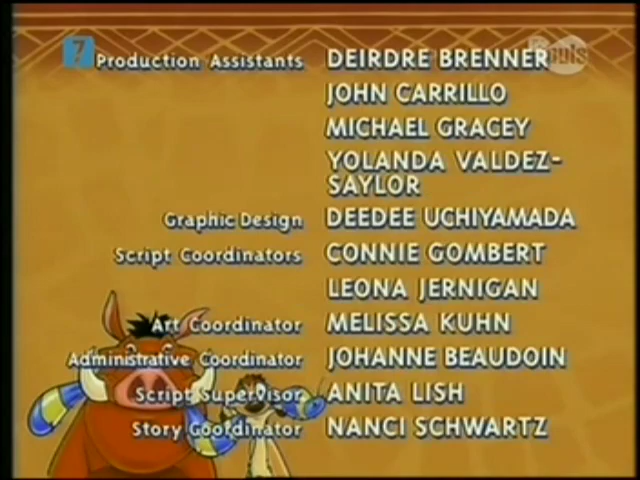 7
Production Assistants DEIRDRE BRENNER
JOHN CARRILLO
MICHAEL GRACEY
YOLANDA VALDEZ-
SAYLOR
Graphic Design DEEDEE UCHIYAMADA
Script Coordinators CONNIE GOMBERT
LEONA JERNIGAN
Art Coordinator MELISSA KUHN
Administrative Coordinator JOHANNE BEAUDOIN
Script Supervisor ANITA LISH
Story Coordinator NANCI SCHWARTZ